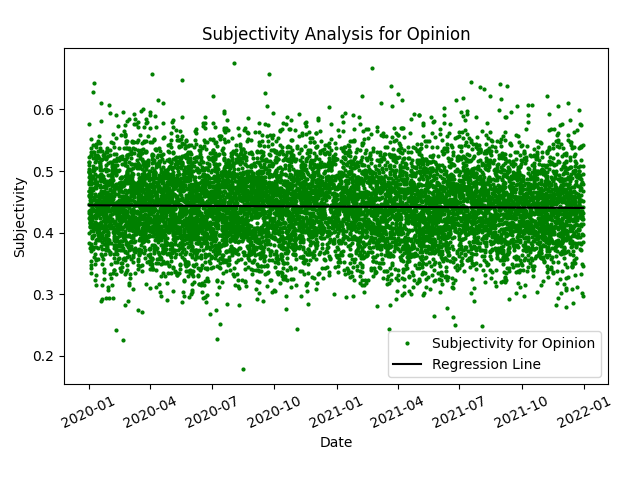 Subjectivity Analysis for Opinion
Subjectivity
0.6
0.5
0.4
0.3
0.2
Subjectivity for Opinion
Regression Line
2020-01
2020-04
2020-07
2020-10
2021-01
2021-04
2021-07
2021-10
2022-01
Date